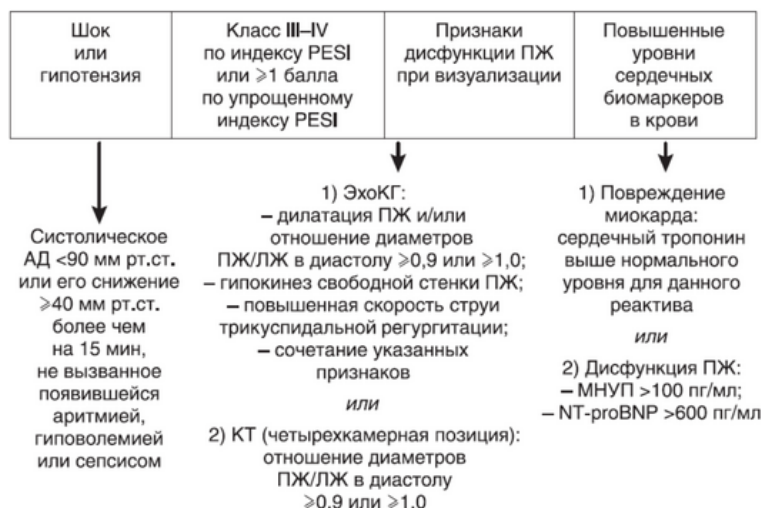 Шок
или
гипотензия
Класс III–IV
по индексу PESI
или ⩾1 балла
по упрощенному
индексу PESI
Признаки
дисфункции ПЖ
при визуализации
Повышенные
уровни
сердечных
биомаркеров
в крови
Систолическое
АД <90 мм рт.ст.
или его снижение
⩾40 мм рт.ст.
более чем
на 15 мин,
не вызванное
появившейся
аритмией,
гиповолемией
или сепсисом
1) ЭхоКГ:
– дилатация ПЖ и/или
отношение диаметров
ПЖ/ЛЖ в диастолу ⩾0,9 или ⩾1,0;
– гипокинез свободной стенки ПЖ;
– повышенная скорость струи
трикуспидальной регургитации;
– сочетание указанных
признаков
или
2) КТ (четырехкамерная позиция):
отношение диаметров
ПЖ/ЛЖ в диастолу
⩾0,9 или ⩾1,0
1) Повреждение
миокарда:
сердечный тропонин
выше нормального
уровня для данного
реактива
или
2) Дисфункция ПЖ:
– МНУП >100 пг/мл;
– NT-proBNP >600 пг/мл